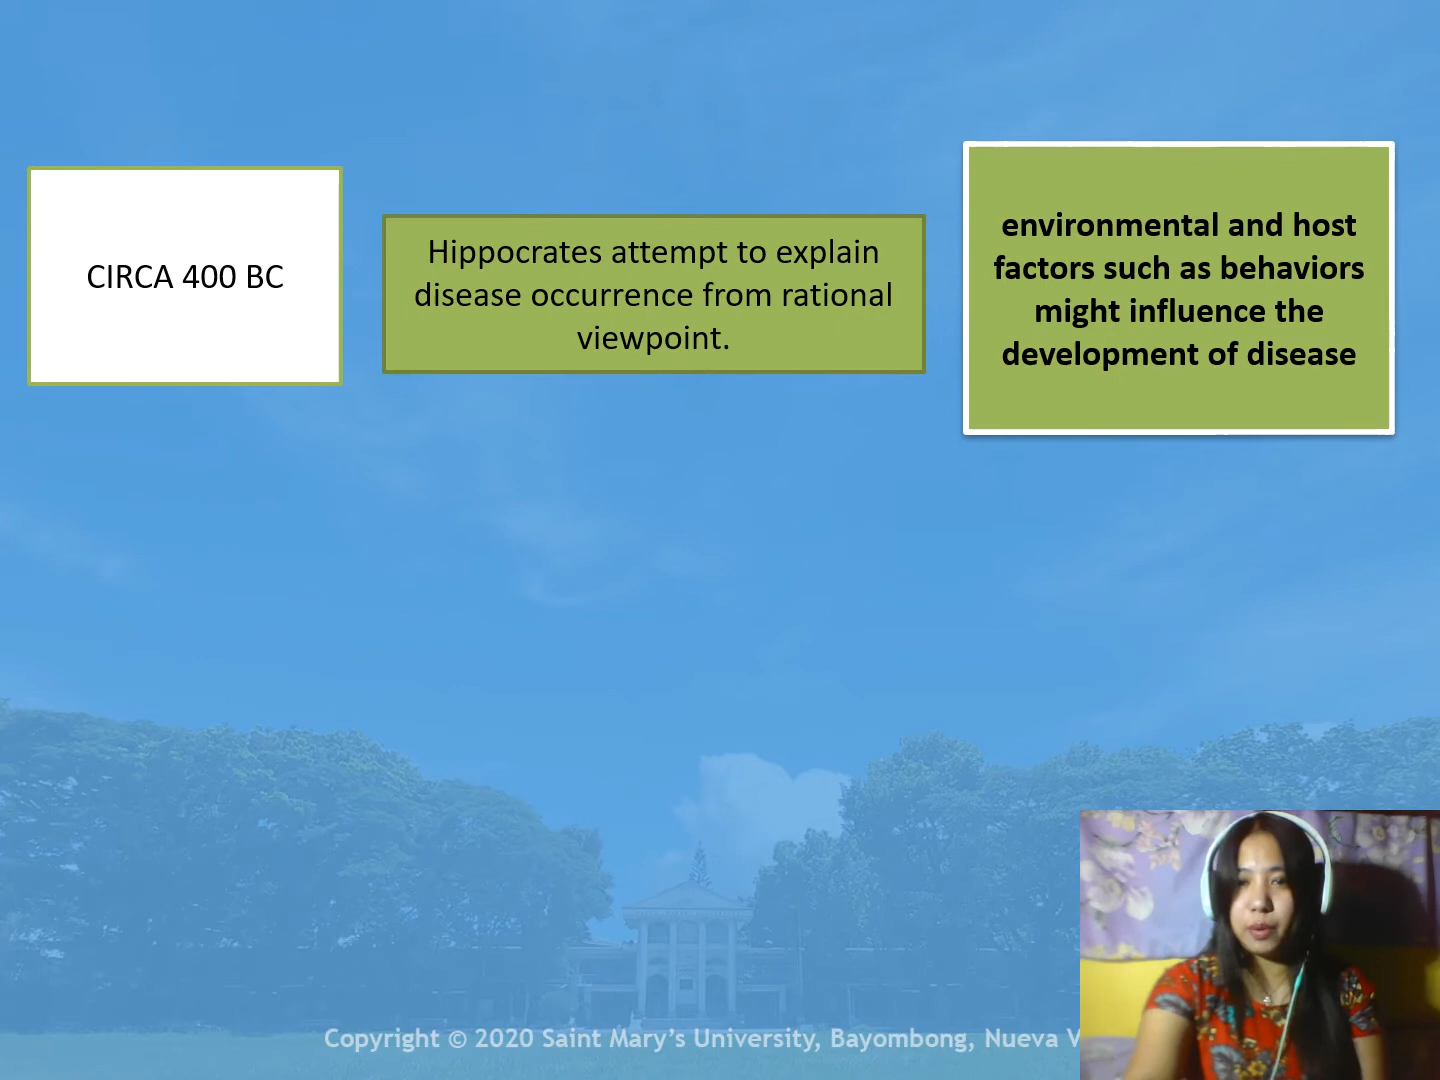 CIRCA 400 BC
Hippocrates attempt to explain
disease occurrence from rational
viewpoint.
environmental and host
factors such as behaviors
might influence the
development of disease
Copyright © 2020 Saint Mary's University, Bayombong, Nueva V